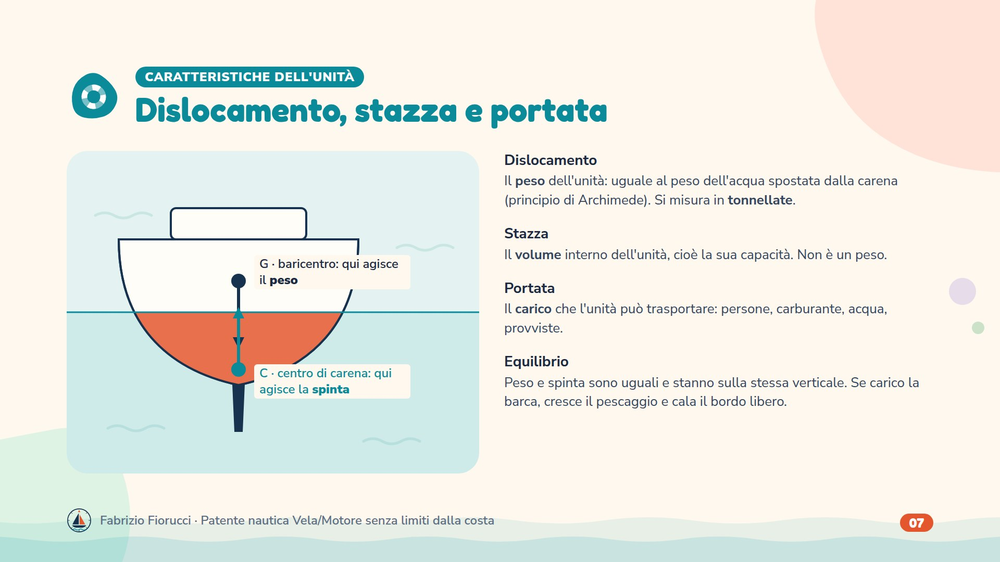 CARATTERISTICHE DELL'UNITÀ
Dislocamento, stazza e portata
G · baricentro: qui agisce
il peso
C · centro di carena: qui
agisce la spinta
Dislocamento
Il peso dell'unità: uguale al peso dell'acqua spostata dalla carena
(principio di Archimede). Si misura in tonnellate.
Stazza
Il volume interno dell'unità, cioè la sua capacità. Non è un peso.
Portata
Il carico che l'unità può trasportare: persone, carburante, acqua,
provviste.
Equilibrio
Peso e spinta sono uguali e stanno sulla stessa verticale. Se carico la
barca, cresce il pescaggio e cala il bordo libero.
Fabrizio Fiorucci · Patente nautica Vela/Motore senza limiti dalla costa
07